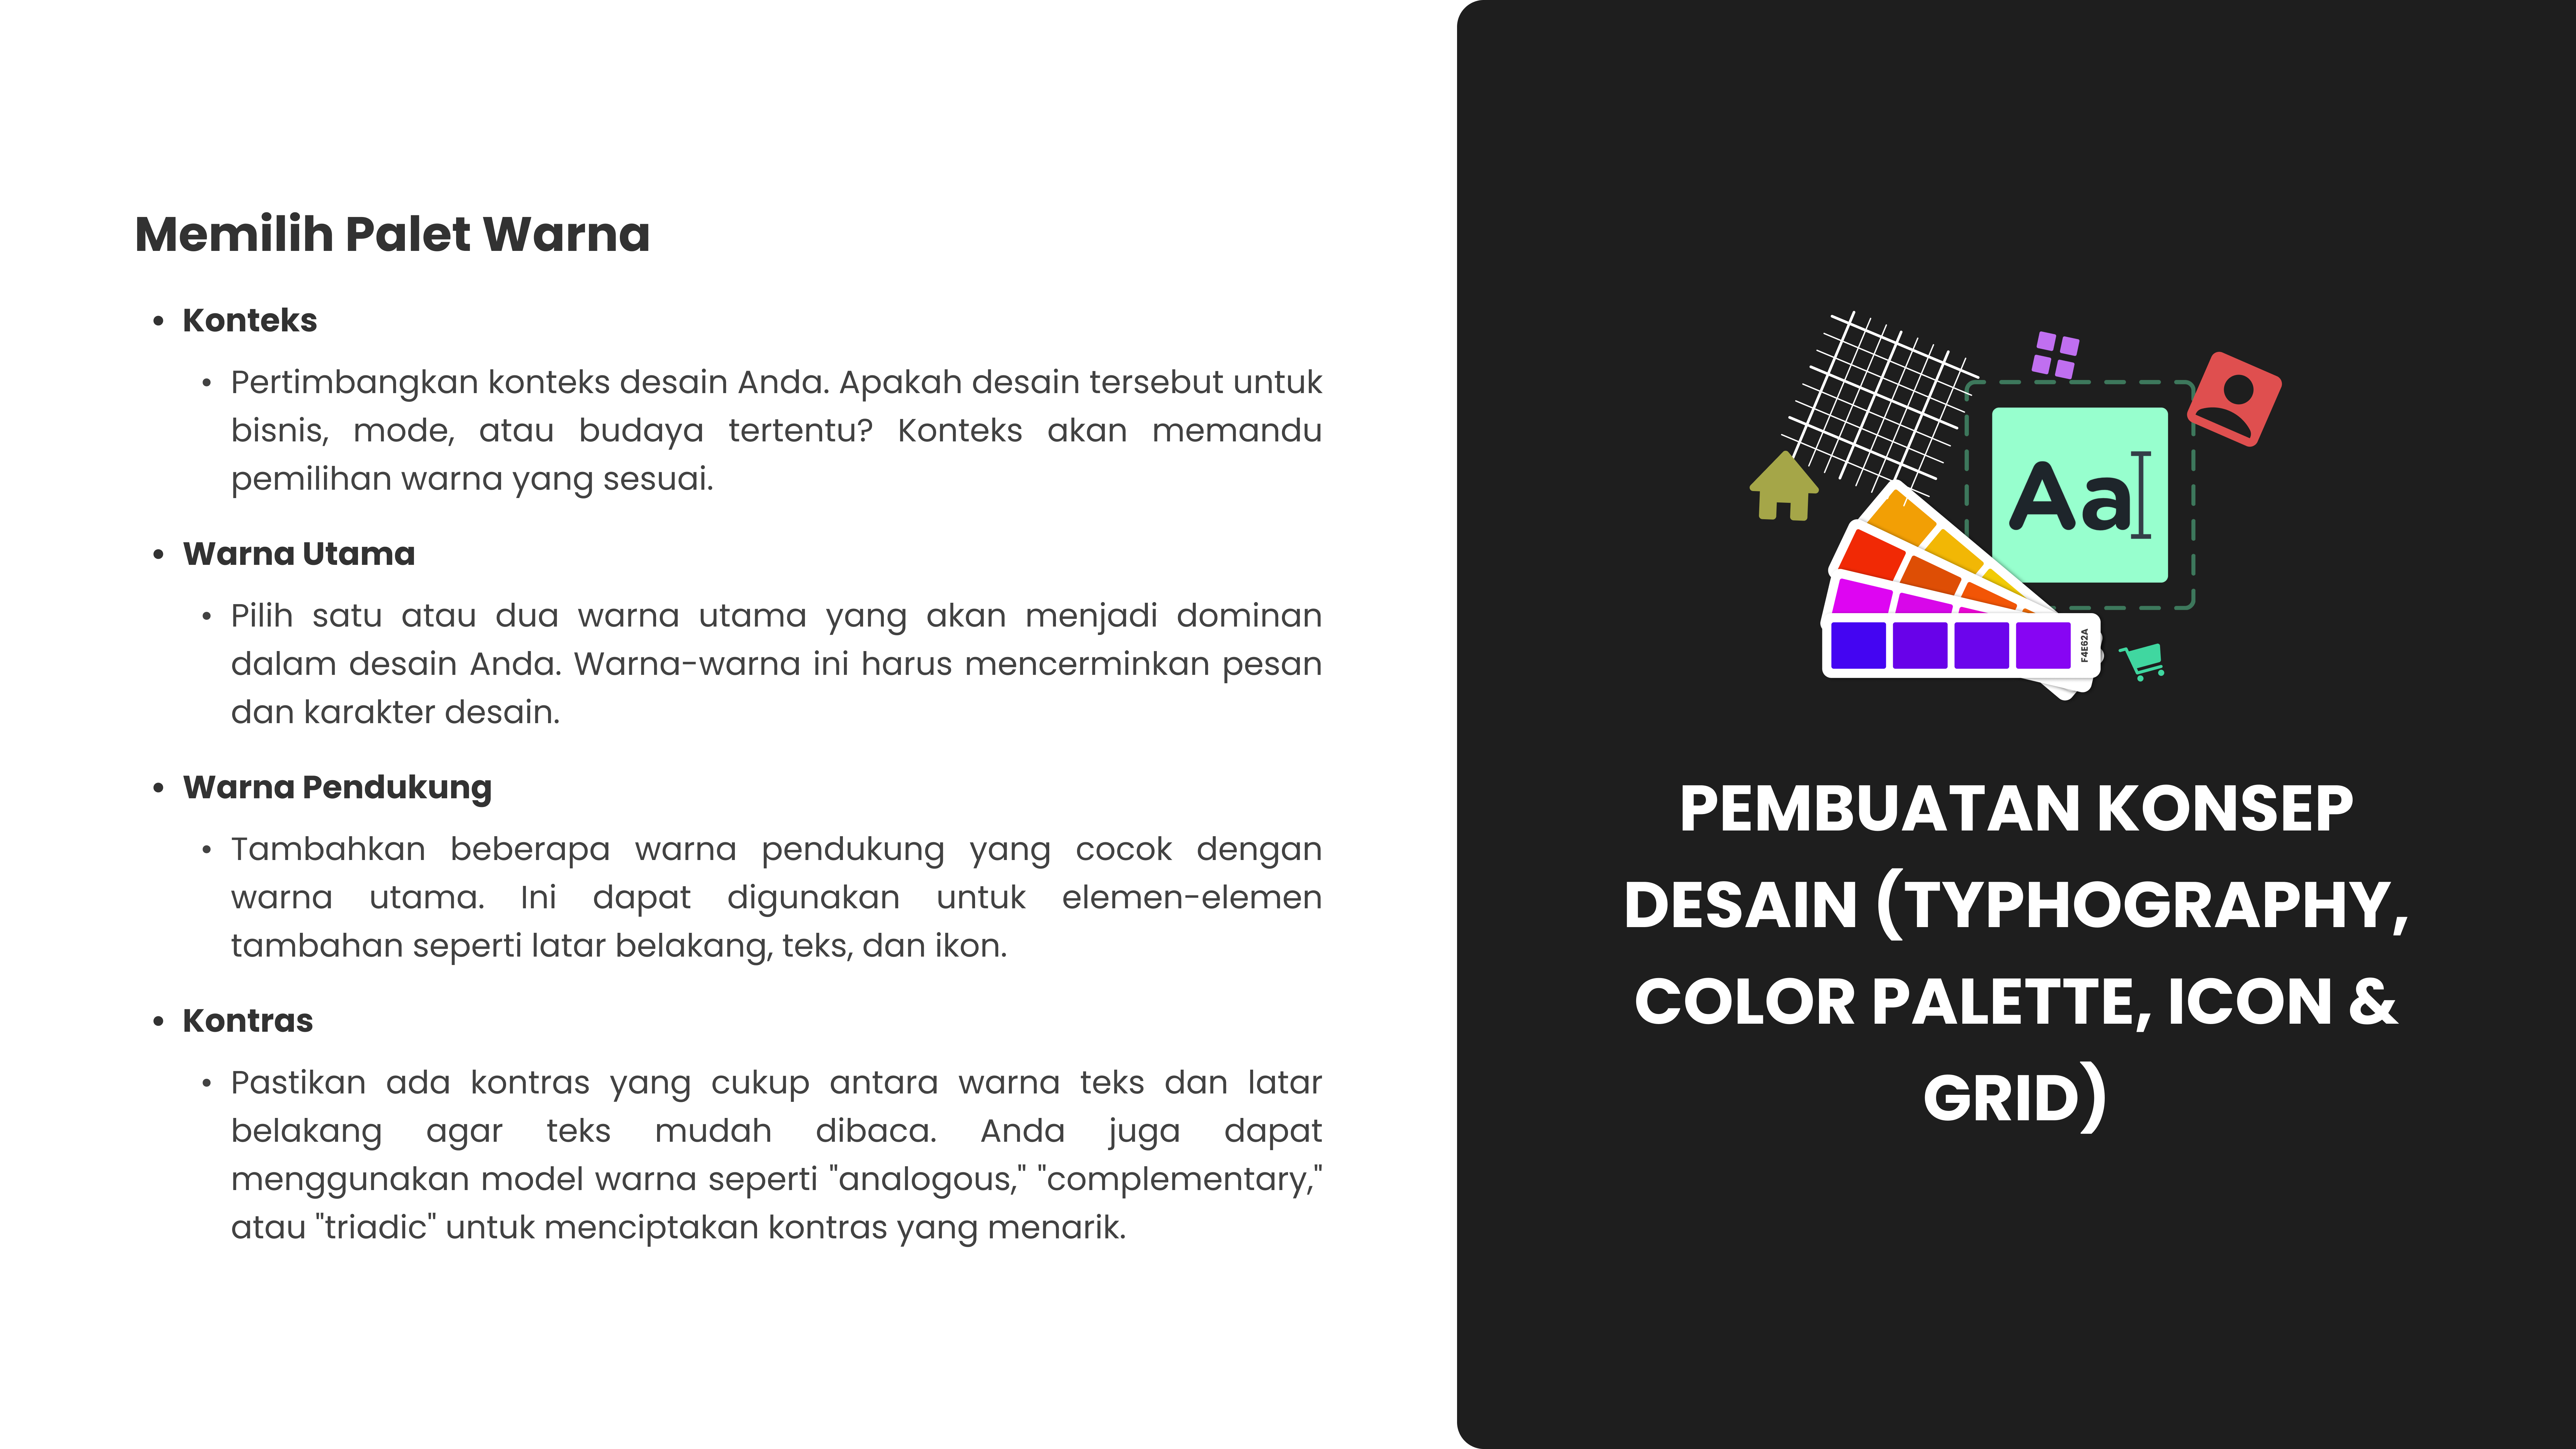 Memilih Palet Warna
• Konteks
• Pertimbangkan konteks desain Anda. Apakah desain tersebut untuk
bisnis, mode, atau budaya tertentu? Konteks akan memandu
pemilihan warna yang sesuai.
• Warna Utama
• Pilih satu atau dua warna utama yang akan menjadi dominan
dalam desain Anda. Warna-warna ini harus mencerminkan pesan
dan karakter desain.
• Warna Pendukung
• Tambahkan beberapa warna pendukung yang cocok dengan
warna utama. Ini dapat digunakan untuk elemen-elemen
tambahan seperti latar belakang, teks, dan ikon.
• Kontras
• Pastikan ada kontras yang cukup antara warna teks dan latar
belakang agar teks mudah dibaca. Anda juga dapat
menggunakan model warna seperti "analogous," "complementary,"
atau "triadic" untuk menciptakan kontras yang menarik.
Aa
F4E62A
PEMBUATAN KONSEP
DESAIN (TYPHOGRAPHY,
COLOR PALETTE, ICON &
GRID)